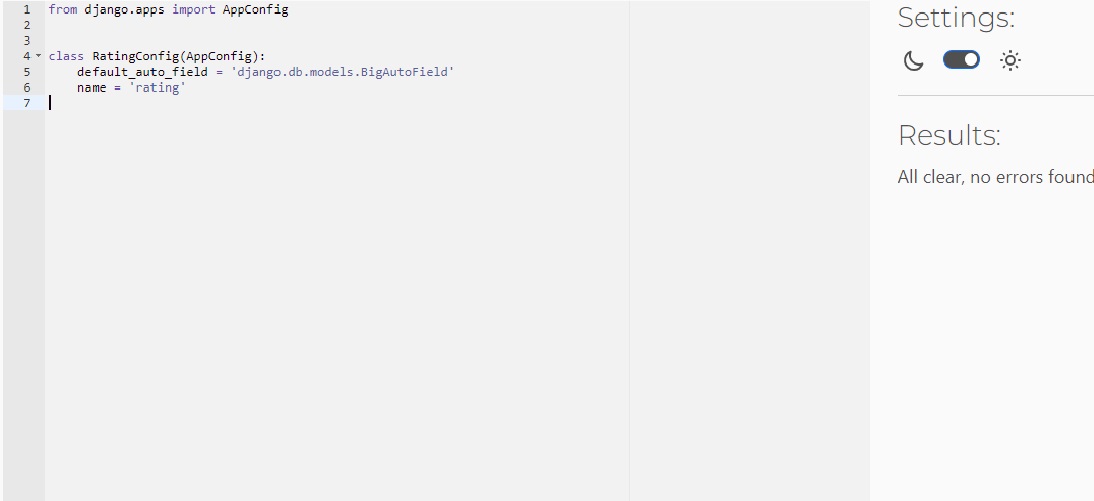 1 from django.apps import AppConfig
2
3
4 class RatingConfig(AppConfig):
5     default_auto_field = 'django.db.models.BigAutoField'
6     name = 'rating'
7
Settings:
Results:
All clear, no errors found